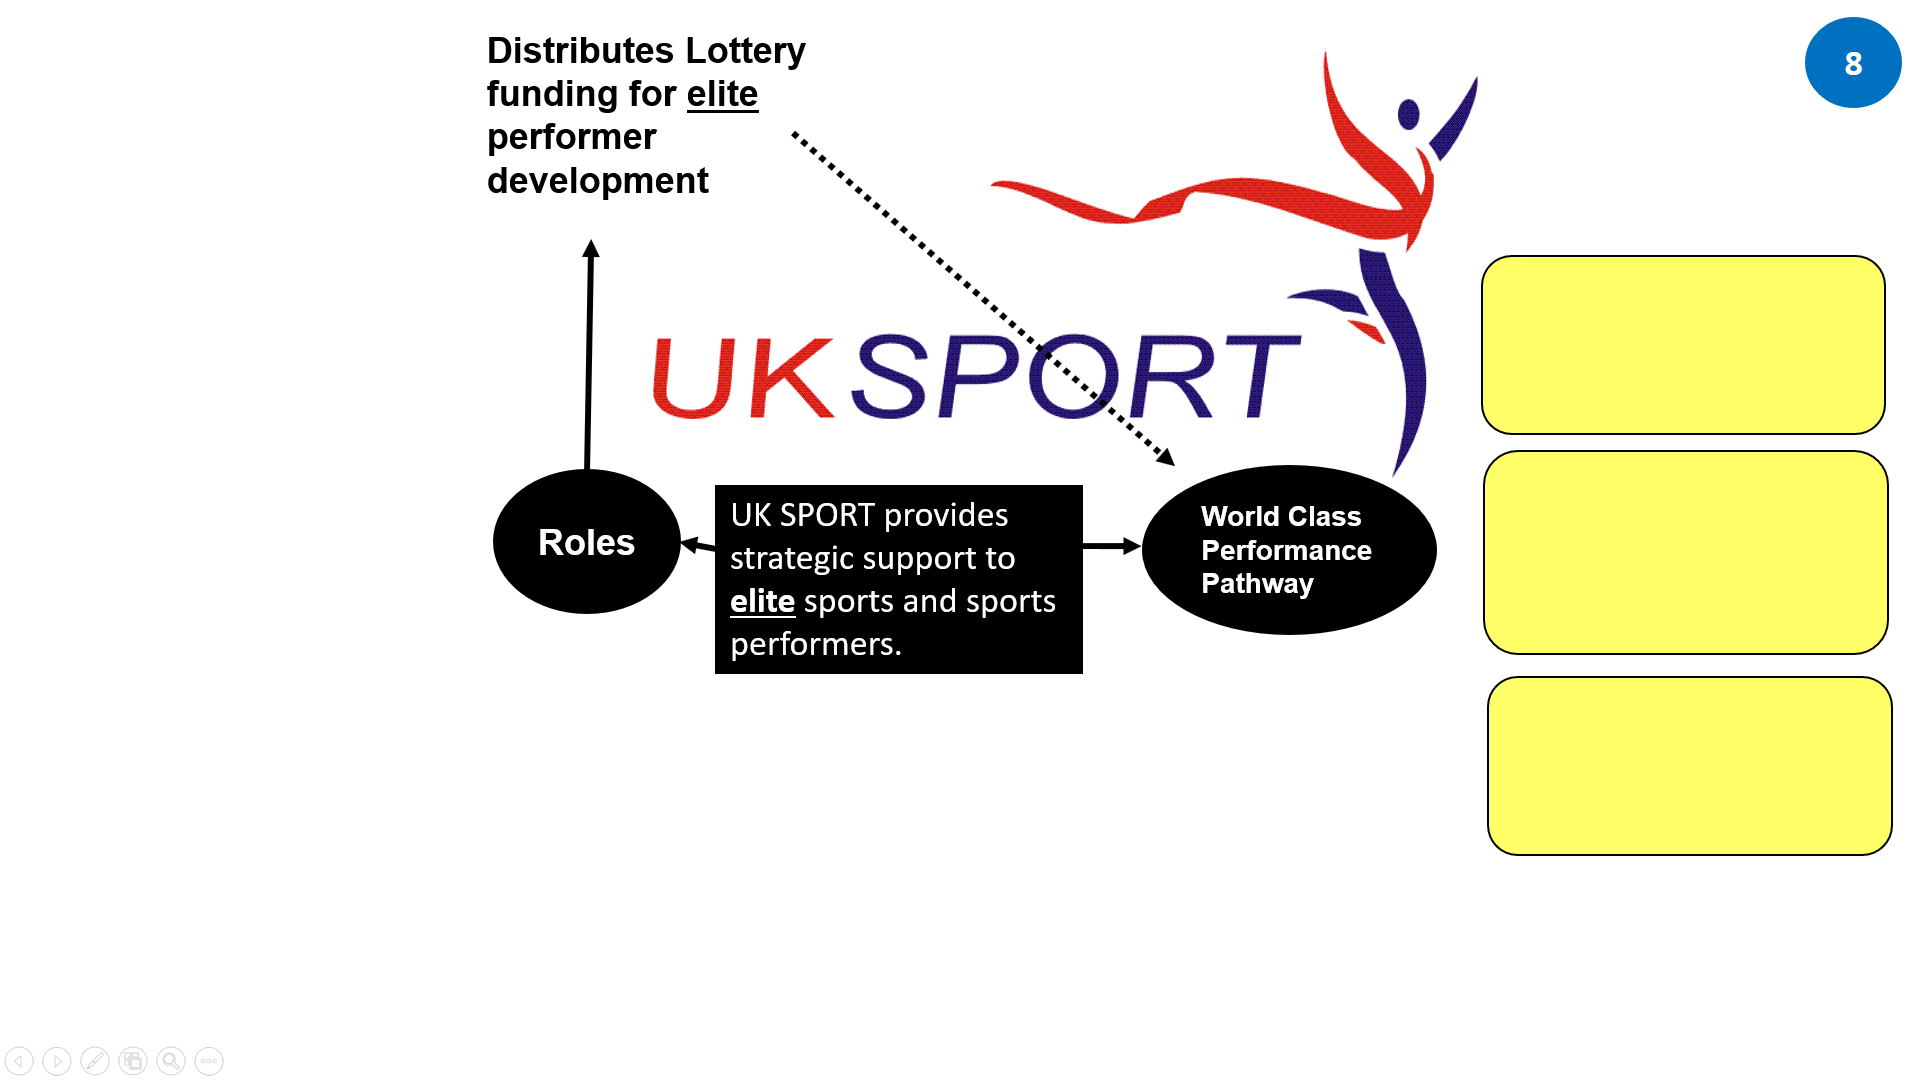 Distributes Lottery
funding for elite
performer
development
8
UK SPORT
Roles
UK SPORT provides
strategic support to
elite sports and sports
performers.
World Class
Performance
Pathway